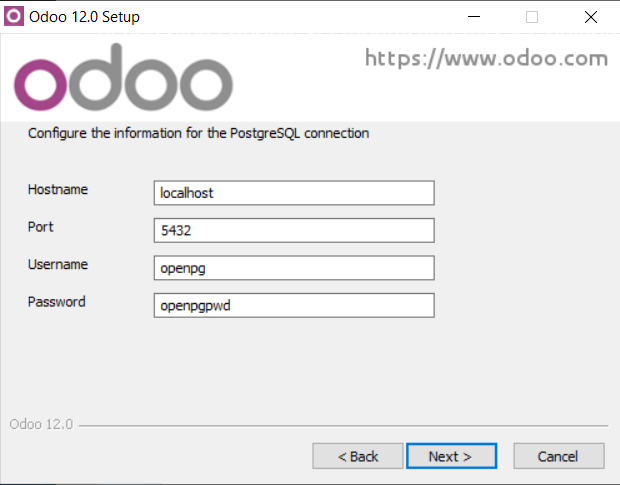 Odoo 12.0 Setup
odoo
https://www.odoo.com
Configure the information for the PostgreSQL connection
Hostname
localhost
Port
5432
Username
openpg
Password
openpgpwd
Odoo 12.0
< Back
Next >
Cancel